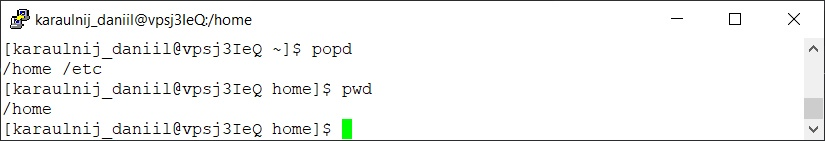 karaulnij_daniil@vpsj3IeQ:/home
[karaulnij_daniil@vpsj3IeQ ~]$ popd
/home /etc
[karaulnij_daniil@vpsj3IeQ home]$ pwd
/home
[karaulnij_daniil@vpsj3IeQ home]$